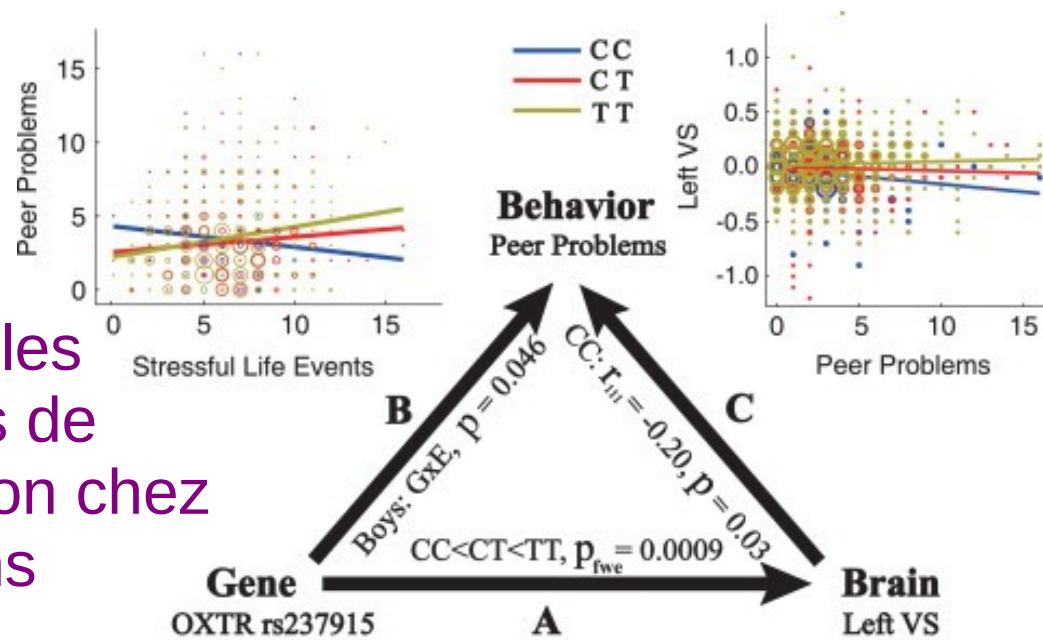 Peer Problems
15
10
5
0
0 5 10 15
Stressful Life Events
CC
CT
TT
Left VS
1.0
0.5
0.0
-0.5
-1.0
0 5 10 15
Peer Problems
Behavior
Peer Problems
les
s de
on chez
ns
B
Boys: GxE, p = 0.046
CC: r = -0.20, p = 0.03
C
CC<CT<TT, pfwe = 0.0009
Gene
OXTR rs237915
A
Brain
Left VS